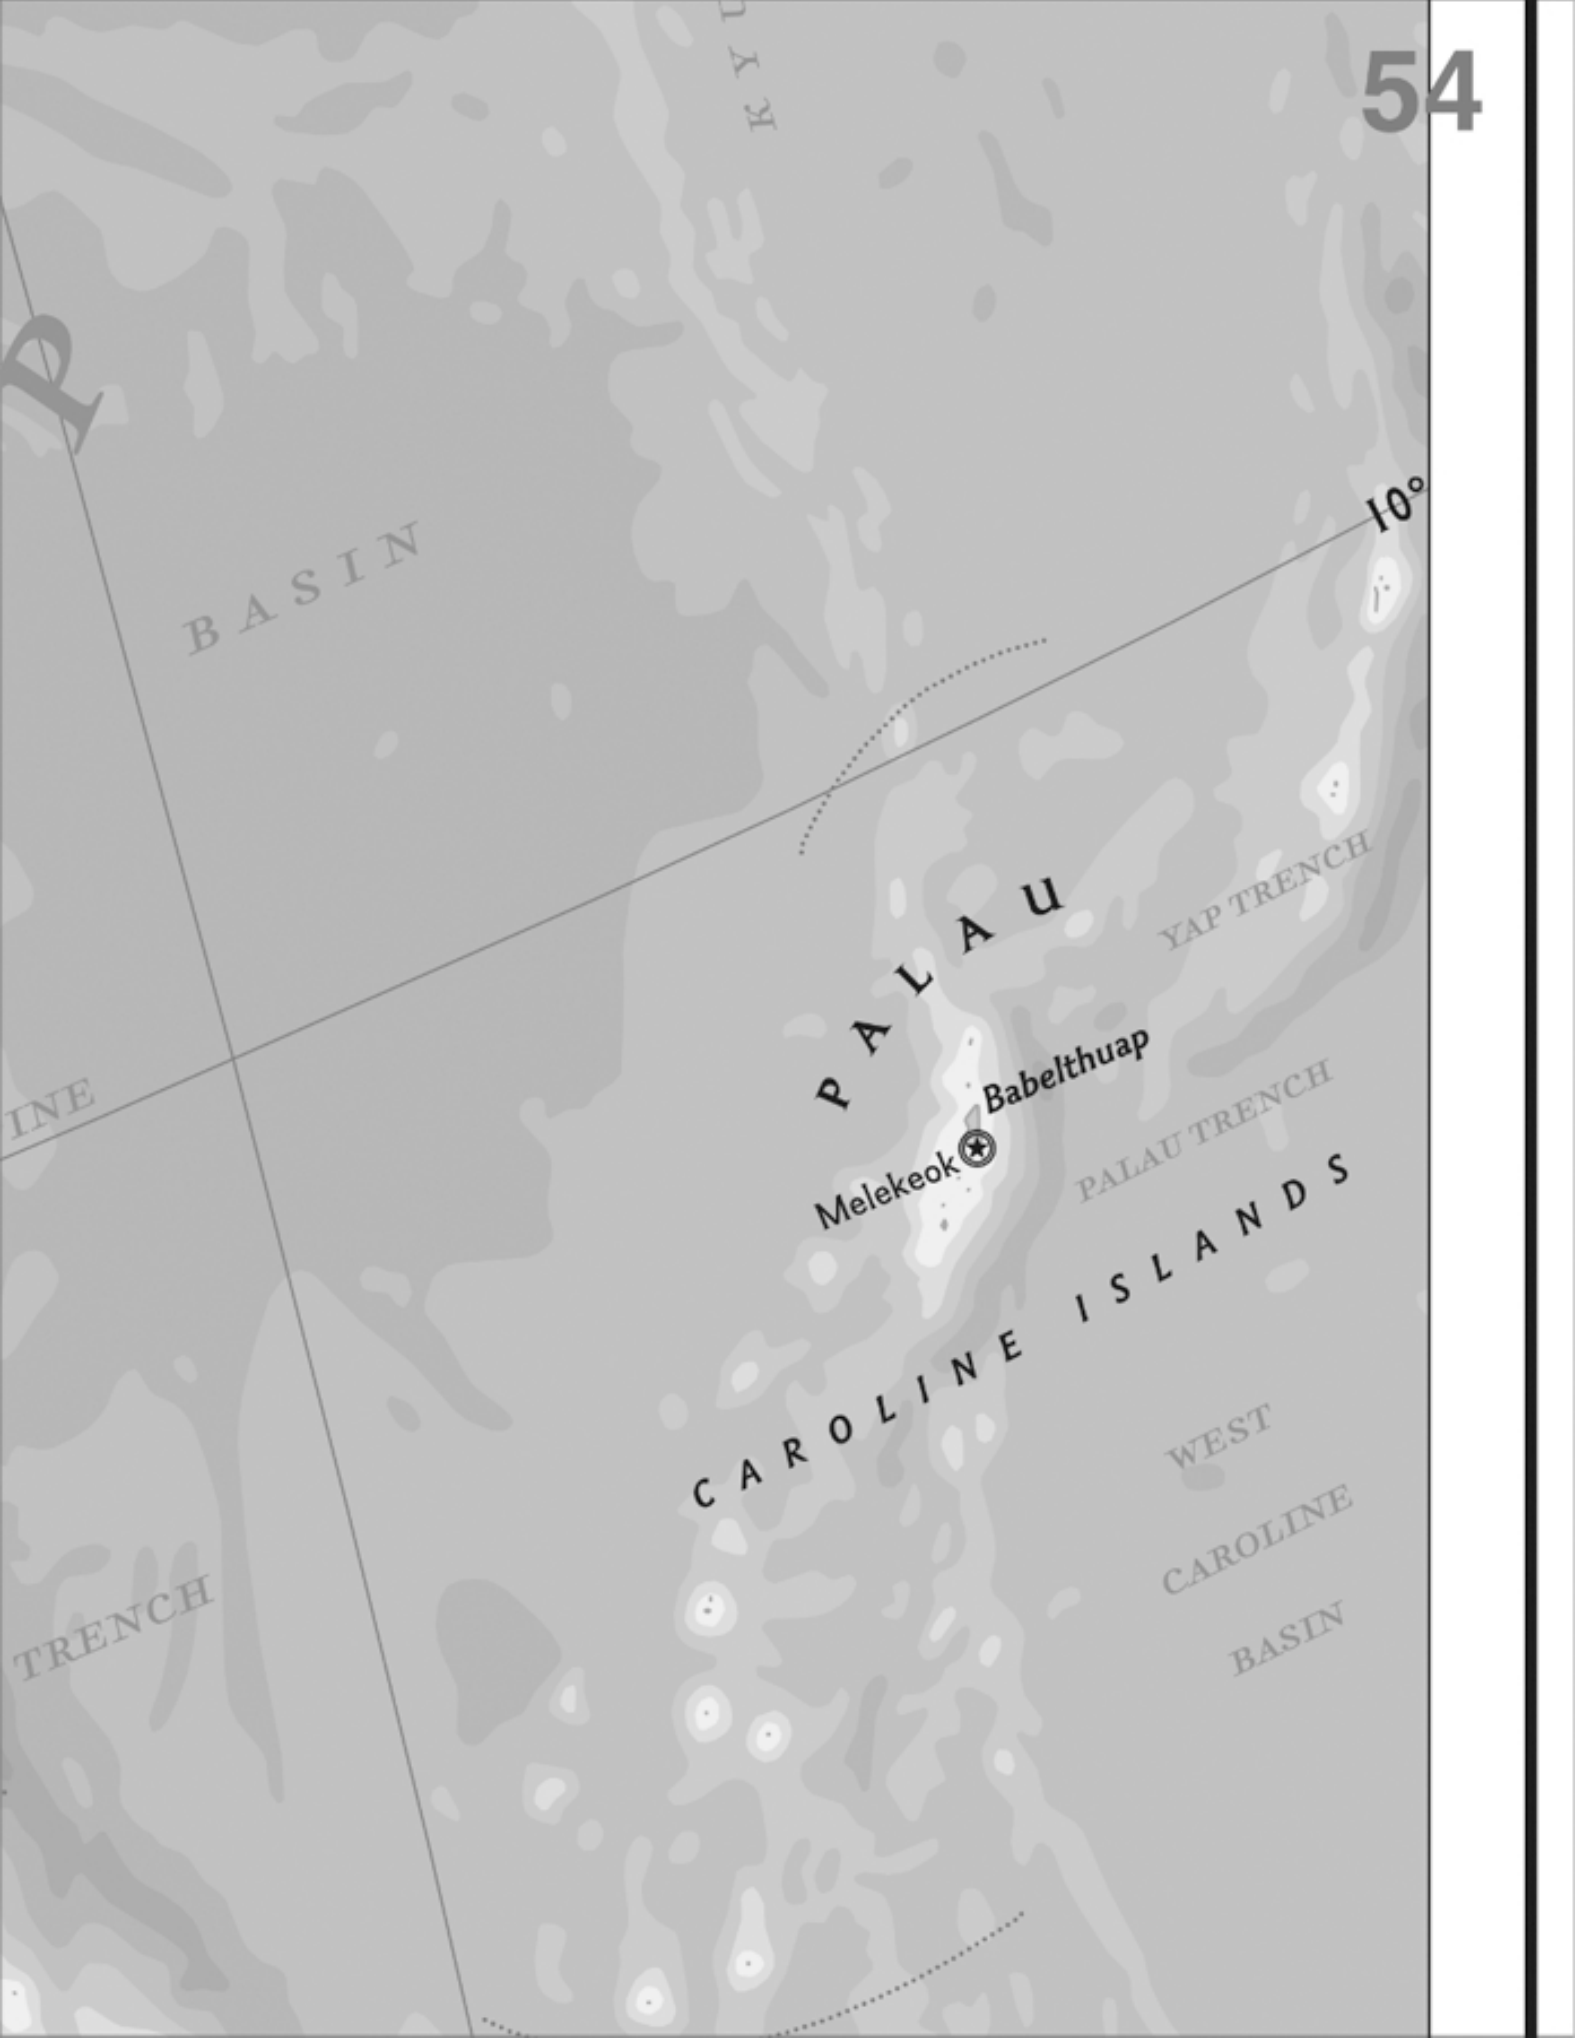 54
K Y U
P
10°
BASIN
PALAU
YAP TRENCH
Babelthuap
INE
PALAU TRENCH
Melekeok
CAROLINE ISLANDS
WEST
CAROLINE
BASIN
TRENCH